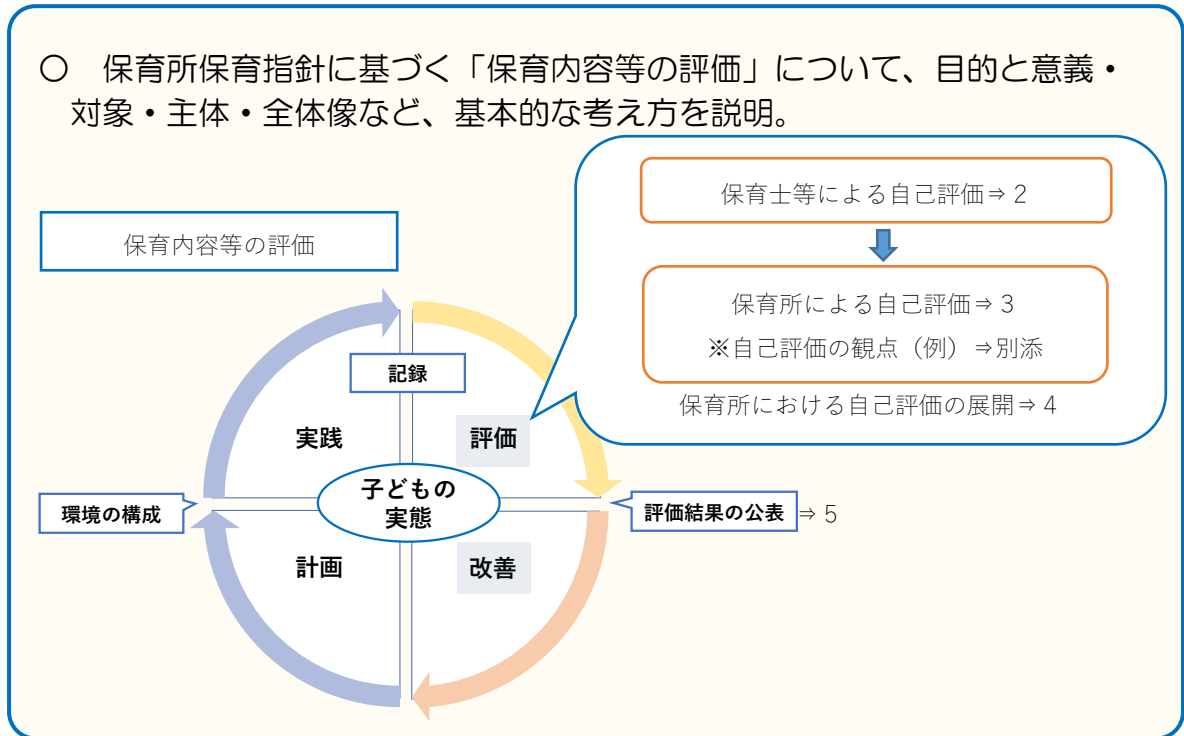 ○　保育所保育指針に基づく「保育内容等の評価」について、目的と意義・
対象・主体・全体像など、基本的な考え方を説明。
保育士等による自己評価⇒２
保育内容等の評価
保育所による自己評価⇒３
※自己評価の観点（例）⇒別添
保育所における自己評価の展開⇒４
記録
実践
評価
子どもの
実態
環境の構成
評価結果の公表⇒５
計画
改善